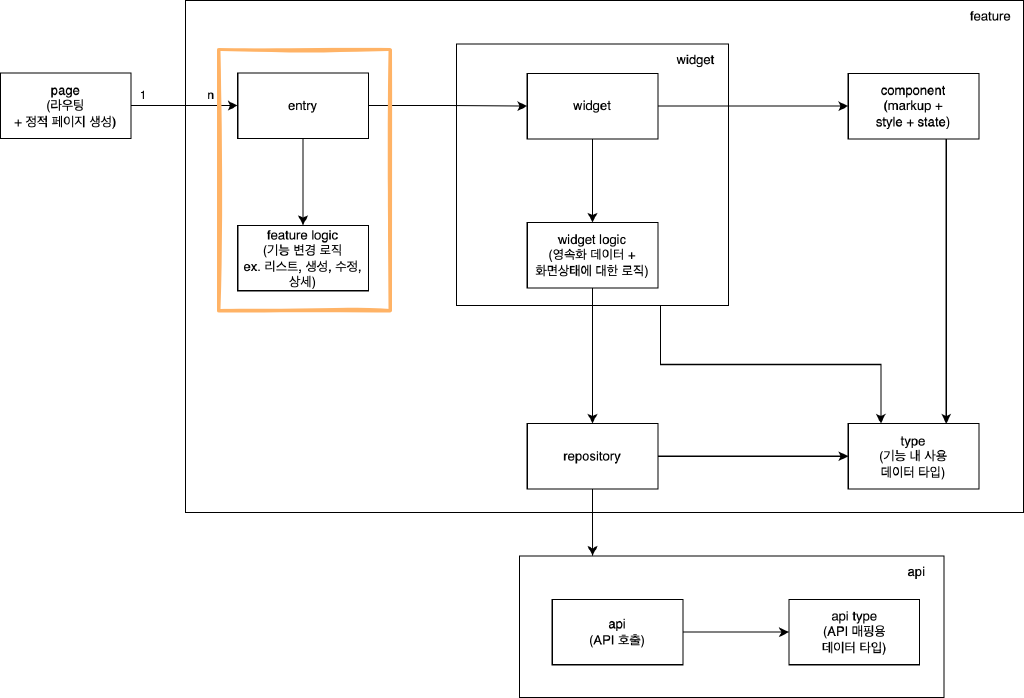 feature
widget
page
(라우팅
+ 정적 페이지 생성)
1
n
entry
widget
component
(markup +
style + state)
feature logic
(기능 변경 로직
ex. 리스트, 생성, 수정,
상세)
widget logic
(영속화 데이터 +
화면상태에 대한 로직)
repository
type
(기능 내 사용
데이터 타입)
api
api
(API 호출)
api type
(API 매핑용
데이터 타입)